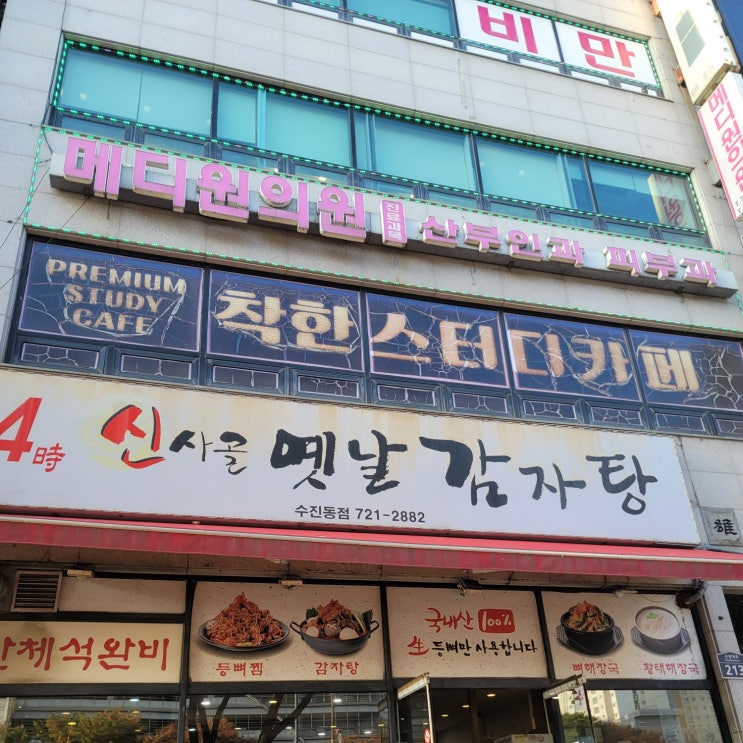 비만
메디원의원 진료과목 산부인과 피부과
PREMIUM
STUDY
CAFE
착한스터디카페
4時 신사골 옛날 감자탕
수진동점 721-2882
단체석완비
등뼈찜
감자탕
국내산 100%
生 등뼈만 사용합니다
뼈해장국
황태해장국
213